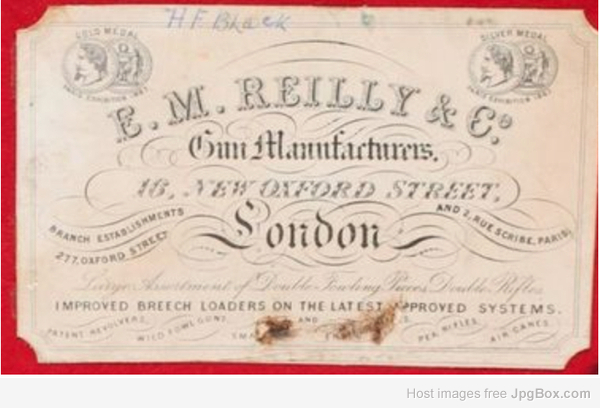 H F Black
GOLD MEDAL
PARIS EXHIBITION 1867
SILVER MEDAL
PARIS EXHIBITION 1867
E. M. REILLY & Co.
Gun Manufacturers,
16, NEW OXFORD STREET,
BRANCH ESTABLISHMENTS
277, OXFORD STREET
London
AND 2, RUE SCRIBE, PARIS.
Large Assortment of Double Fowling Pieces, Double Rifles
IMPROVED BREECH LOADERS ON THE LATEST APPROVED SYSTEMS.
PATENT REVOLVERS,
WILD FOWL GUNS,
AND
PEA RIFLES,
AIR CANES,
Host images free JpgBox.com